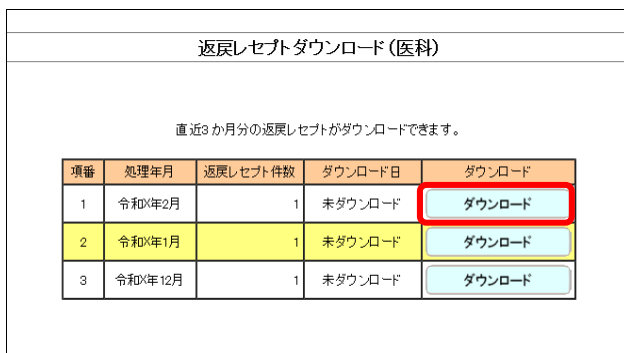 返戻レセプトダウンロード(医科)
直近3か月分の返戻レセプトがダウンロードできます。
項番 処理年月 返戻レセプト件数 ダウンロード日 ダウンロード
1 令和X年2月 1 未ダウンロード ダウンロード
2 令和X年1月 1 未ダウンロード ダウンロード
3 令和X年12月 1 未ダウンロード ダウンロード